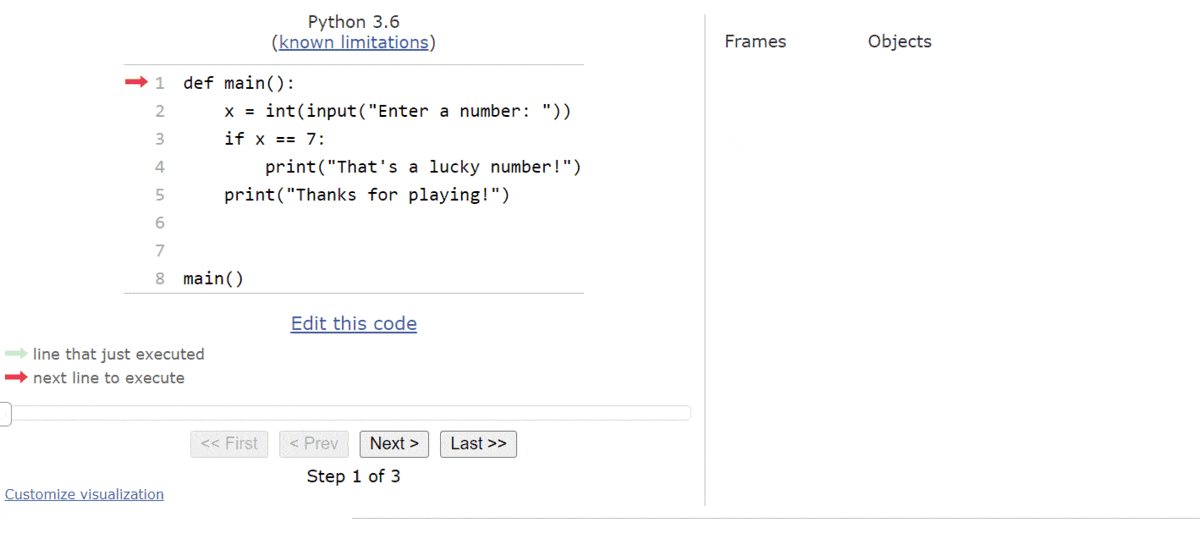 Python 3.6
(known limitations)
Frames Objects
1 def main():
2     x = int(input("Enter a number: "))
3     if x == 7:
4         print("That's a lucky number!")
5     print("Thanks for playing!")
6
7
8 main()
Edit this code
line that just executed
next line to execute
<< First < Prev Next > Last >>
Step 1 of 3
Customize visualization